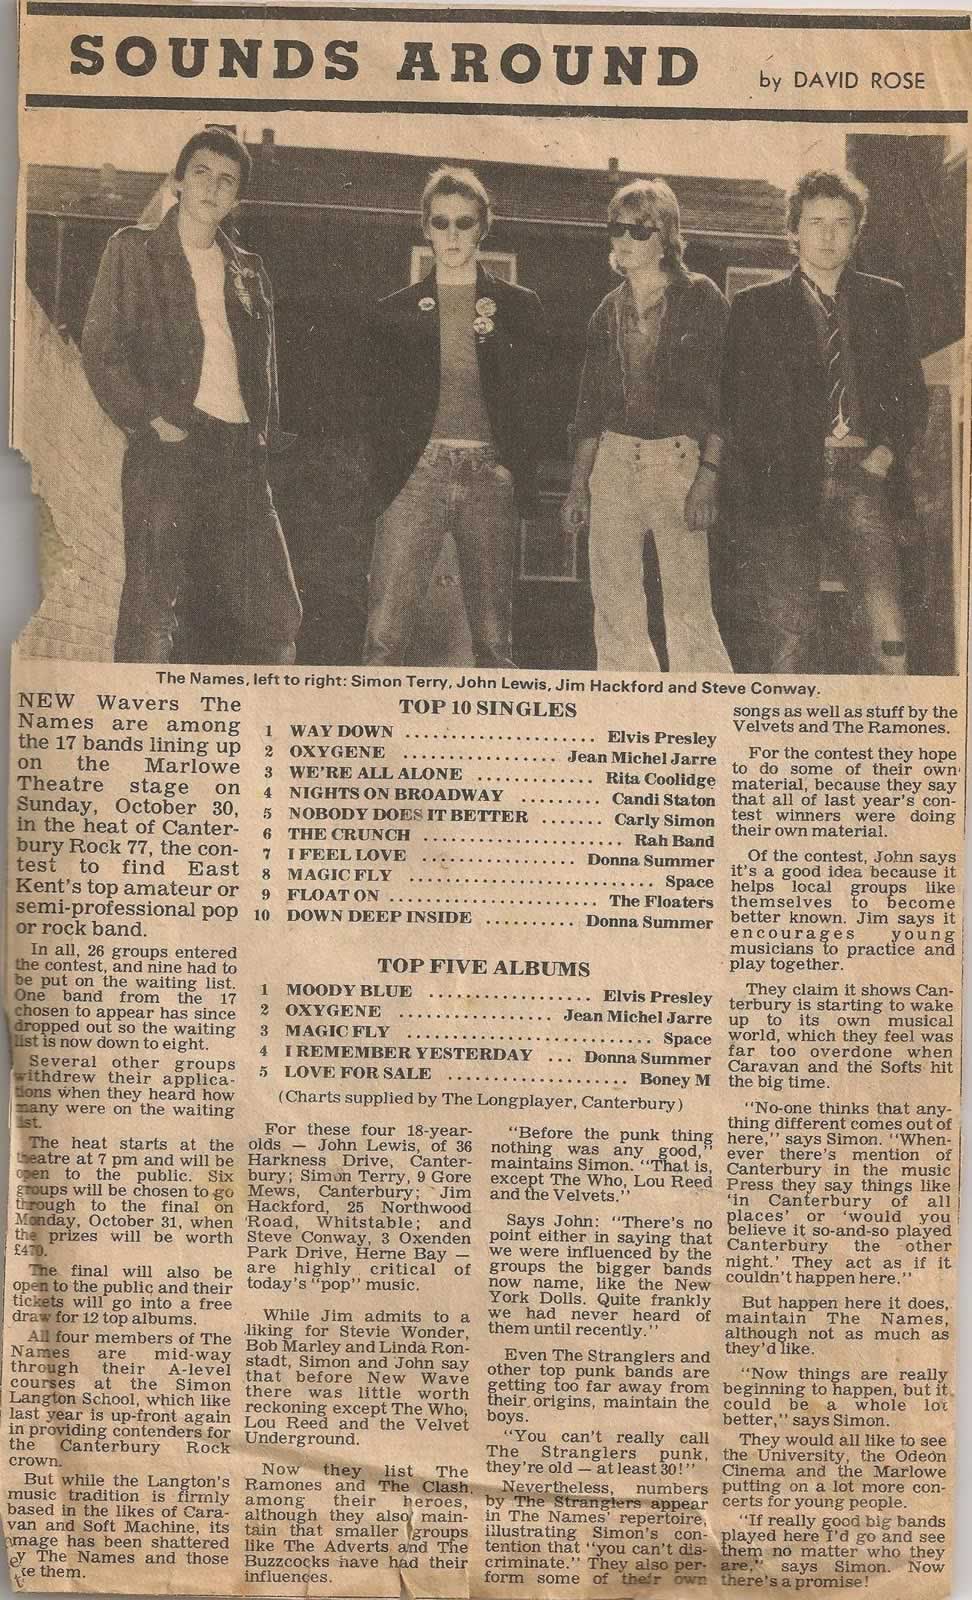 SOUNDS AROUND
by DAVID ROSE
The Names, left to right: Simon Terry, John Lewis, Jim Hackford and Steve Conway.
NEW Wavers The
Names are among
the 17 bands lining up
on the Marlowe
Theatre stage on
Sunday, October 30,
in the heat of Canter-
bury Rock 77, the con-
test to find East
Kent's top amateur or
semi-professional pop
or rock band.
In all, 26 groups entered
the contest, and nine had to
be put on the waiting list.
One band from the 17
chosen to appear has since
dropped out so the waiting
list is now down to eight.
Several other groups
withdrew their applica-
tions when they heard how
many were on the waiting
list.
The heat starts at the
theatre at 7 pm and will be
open to the public. Six
groups will be chosen to go
through to the final on
Monday, October 31, when
the prizes will be worth
£470.
The final will also be
open to the public and their
tickets will go into a free
draw for 12 top albums.
All four members of The
Names are mid-way
through their A-level
courses at the Simon
Langton School, which like
last year is up-front again
in providing contenders for
the Canterbury Rock
crown.
But while the Langton's
music tradition is firmly
based in the likes of Cara-
van and Soft Machine, its
image has been shattered
by The Names and those
like them.
TOP 10 SINGLES
1 WAY DOWN .................... Elvis Presley
2 OXYGENE ................ Jean Michel Jarre
3 WE'RE ALL ALONE ............ Rita Coolidge
4 NIGHTS ON BROADWAY ......... Candi Staton
5 NOBODY DOES IT BETTER ....... Carly Simon
6 THE CRUNCH ...................... Rah Band
7 I FEEL LOVE ................ Donna Summer
8 MAGIC FLY .......................... Space
9 FLOAT ON ...................... The Floaters
10 DOWN DEEP INSIDE .......... Donna Summer
TOP FIVE ALBUMS
1 MOODY BLUE .................. Elvis Presley
2 OXYGENE ................ Jean Michel Jarre
3 MAGIC FLY .......................... Space
4 I REMEMBER YESTERDAY ... Donna Summer
5 LOVE FOR SALE ................... Boney M
(Charts supplied by The Longplayer, Canterbury)
For these four 18-year-
olds — John Lewis, of 36
Harkness Drive, Canter-
bury; Simon Terry, 9 Gore
Mews, Canterbury; Jim
Hackford, 25 Northwood
Road, Whitstable; and
Steve Conway, 3 Oxenden
Park Drive, Herne Bay —
are highly critical of
today's "pop" music.
While Jim admits to a
liking for Stevie Wonder,
Bob Marley and Linda Ron-
stadt, Simon and John say
that before New Wave
there was little worth
reckoning except The Who,
Lou Reed and the Velvet
Underground.
Now they list The
Ramones and The Clash
among their heroes,
although they also main-
tain that smaller groups
like The Adverts and The
Buzzcocks have had their
influences.
"Before the punk thing
nothing was any good,"
maintains Simon. "That is,
except The Who, Lou Reed
and the Velvets."
Says John: "There's no
point either in saying that
we were influenced by the
groups the bigger bands
now name, like the New
York Dolls. Quite frankly
we had never heard of
them until recently."
Even The Stranglers and
other top punk bands are
getting too far away from
their origins, maintain the
boys.
"You can't really call
The Stranglers punk,
they're old — at least 30!"
Nevertheless, numbers
by The Stranglers appear
in The Names' repertoire,
illustrating Simon's con-
tention that "you can't dis-
criminate." They also per-
form some of their own
songs as well as stuff by the
Velvets and The Ramones.
For the contest they hope
to do some of their own
material, because they say
that all of last year's con-
test winners were doing
their own material.
Of the contest, John says
it's a good idea because it
helps local groups like
themselves to become
better known. Jim says it
encourages young
musicians to practice and
play together.
They claim it shows Can-
terbury is starting to wake
up to its own musical
world, which they feel was
far too overdone when
Caravan and the Softs hit
the big time.
"No-one thinks that any-
thing different comes out of
here," says Simon. "When-
ever there's mention of
Canterbury in the music
Press they say things like
'in Canterbury of all
places' or 'would you
believe it so-and-so played
Canterbury the other
night.' They act as if it
couldn't happen here."
But happen here it does,
maintain The Names,
although not as much as
they'd like.
"Now things are really
beginning to happen, but it
could be a whole lot
better," says Simon.
They would all like to see
the University, the Odeon
Cinema and the Marlowe
putting on a lot more con-
certs for young people.
"If really good big bands
played here I'd go and see
them no matter who they
are," says Simon. Now
there's a promise!